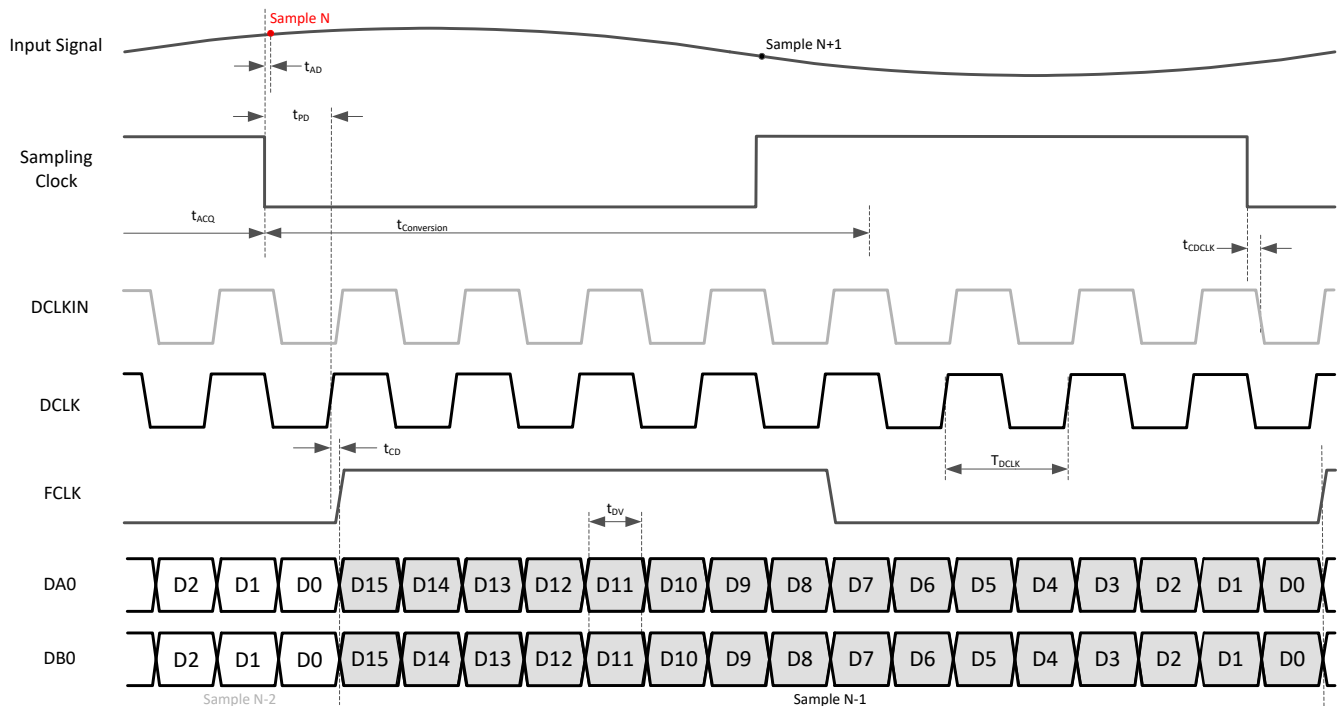 Sample N
Input Signal
Sample N+1
tAD
tPD
Sampling
Clock
tACQ
tConversion
tCDCLK
DCLKIN
DCLK
tCD
TDCLK
FCLK
tDV
DA0 D2 D1 D0 D15 D14 D13 D12 D11 D10 D9 D8 D7 D6 D5 D4 D3 D2 D1 D0
DB0 D2 D1 D0 D15 D14 D13 D12 D11 D10 D9 D8 D7 D6 D5 D4 D3 D2 D1 D0
Sample N-2 Sample N-1